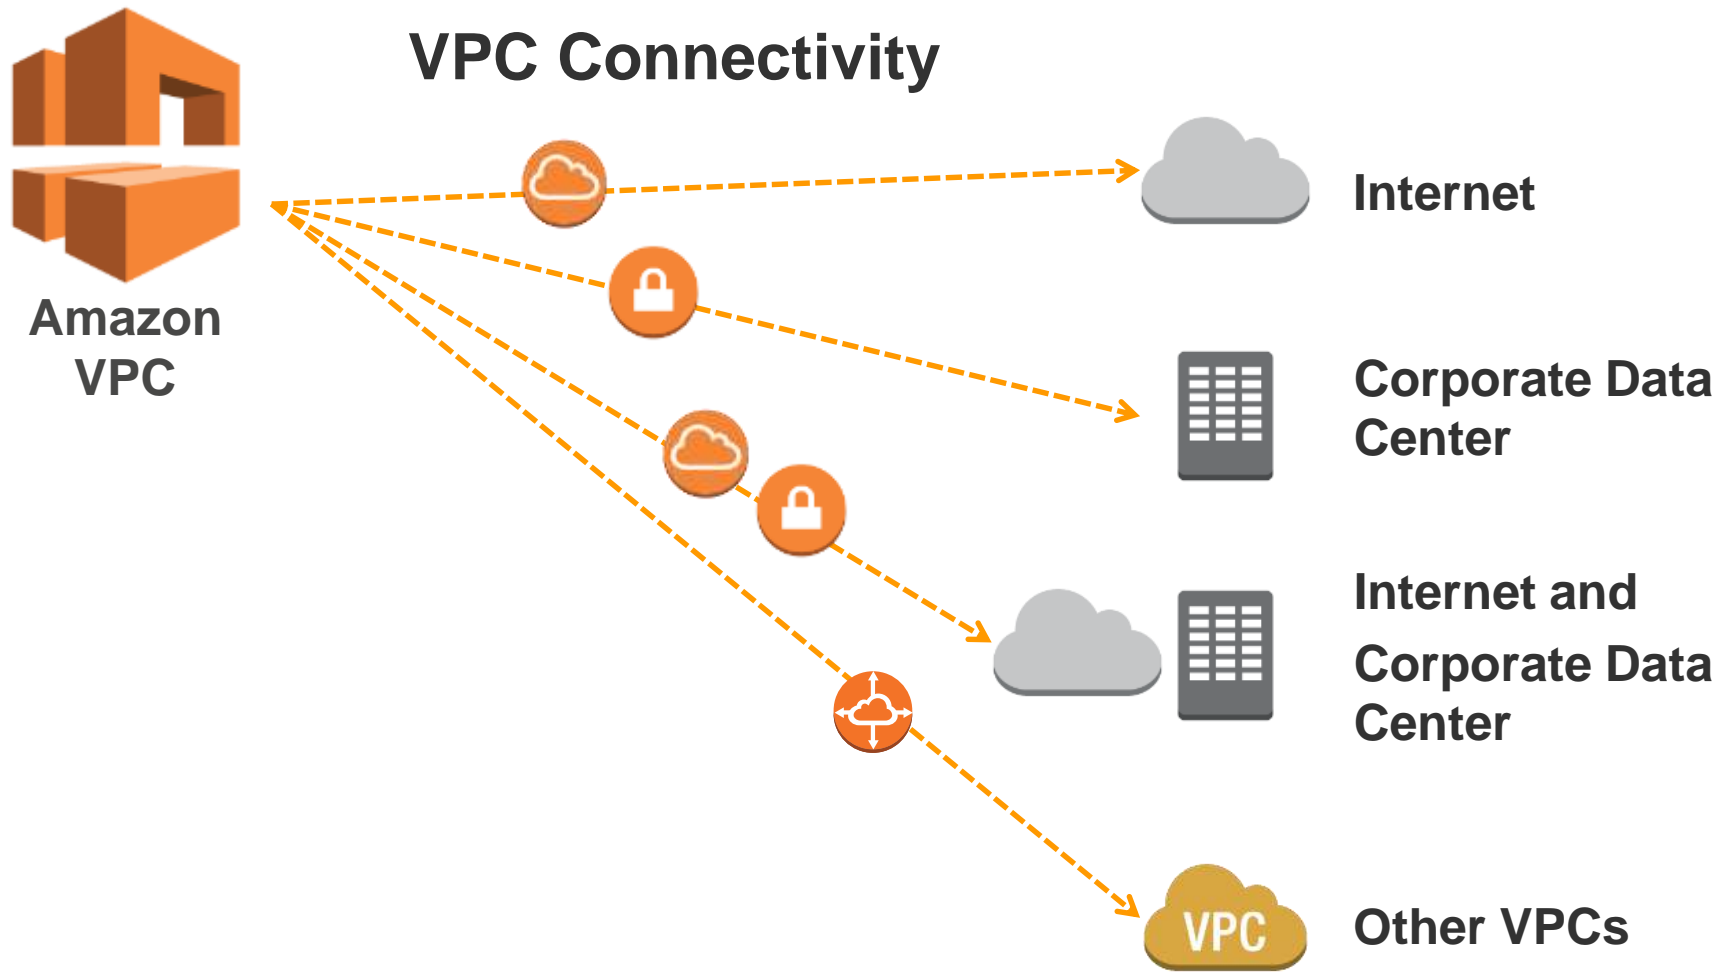 VPC Connectivity
Amazon
VPC
Internet
Corporate Data
Center
Internet and
Corporate Data
Center
VPC
Other VPCs